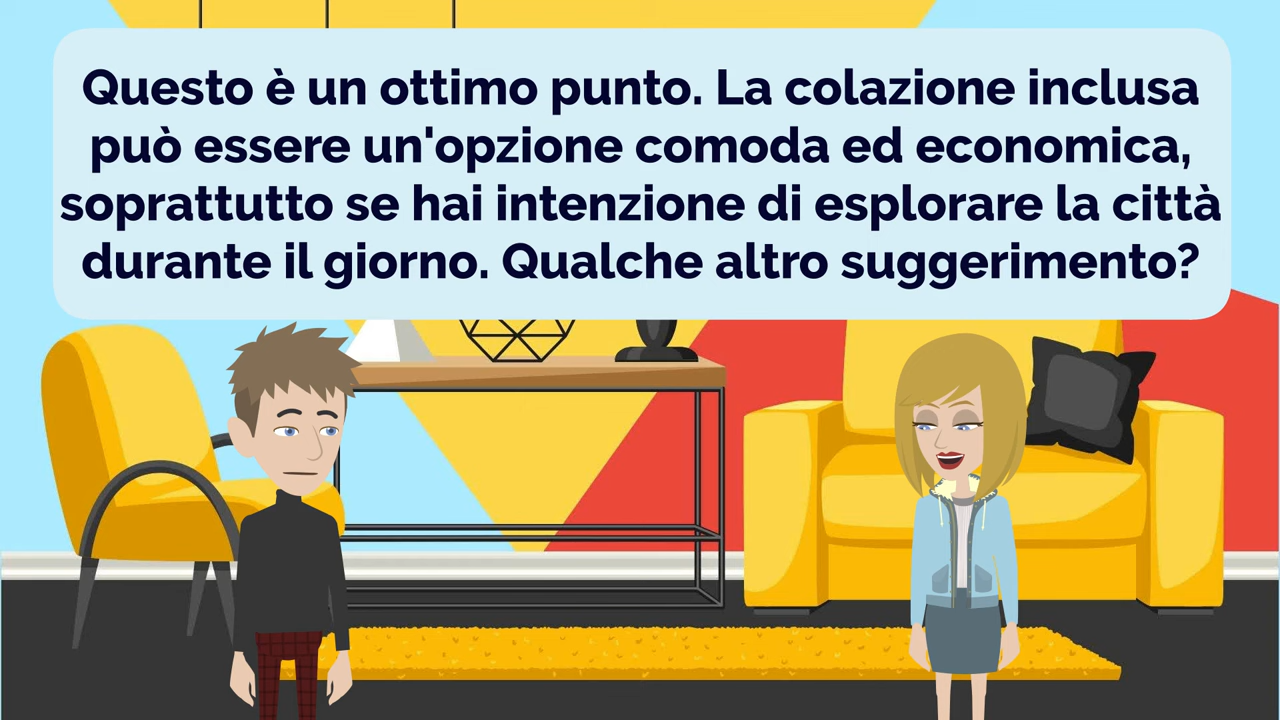 Questo è un ottimo punto. La colazione inclusa
può essere un'opzione comoda ed economica,
soprattutto se hai intenzione di esplorare la città
durante il giorno. Qualche altro suggerimento?